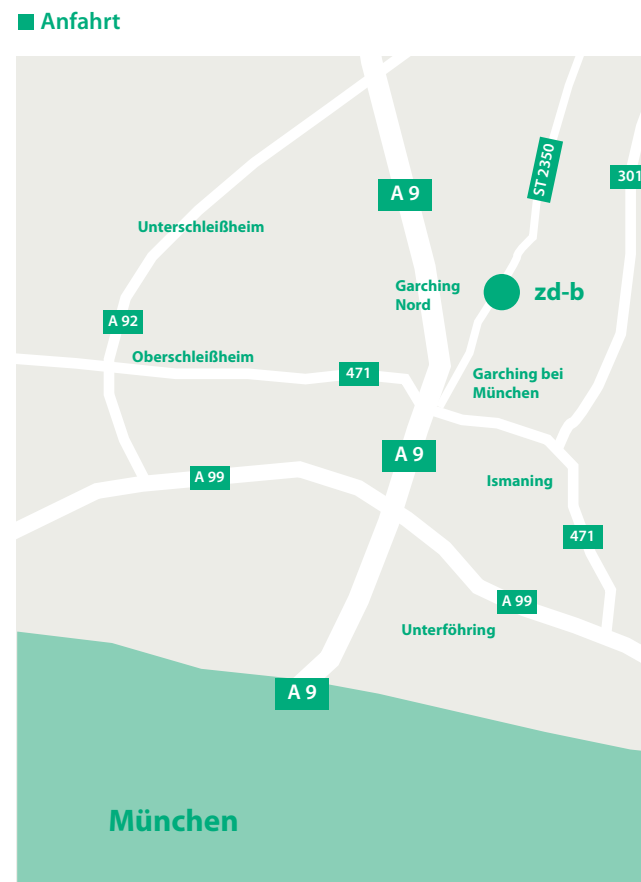 Anfahrt
ST 2350
301
A 9
Unterschleißheim
Garching
Nord
zd-b
A 92
Oberschleißheim
471
Garching bei
München
A 9
A 99
Ismaning
471
A 99
Unterföhring
A 9
München